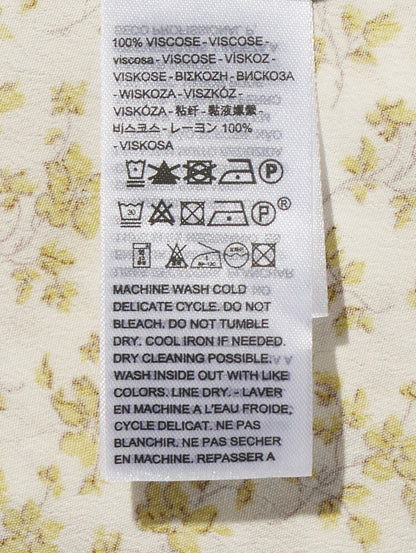 100% VISCOSE - VISCOSE -
viscosa - VISCOSE - VÍSKOZ -
VISKOSE - ΒΙΣΚΟΖΗ - ВИСКОЗА
- WISKOZA - VISZKÓZ -
VISKÓZA - 粘纤 - 黏液嫘縈 -
비스코스 - レーヨン 100%
- VISKOSA
30
P
30
P®
MACHINE WASH COLD
DELICATE CYCLE. DO NOT
BLEACH. DO NOT TUMBLE
DRY. COOL IRON IF NEEDED.
DRY CLEANING POSSIBLE.
WASH INSIDE OUT WITH LIKE
COLORS. LINE DRY. - LAVER
EN MACHINE A L'EAU FROIDE,
CYCLE DELICAT. NE PAS
BLANCHIR. NE PAS SECHER
EN MACHINE. REPASSER A